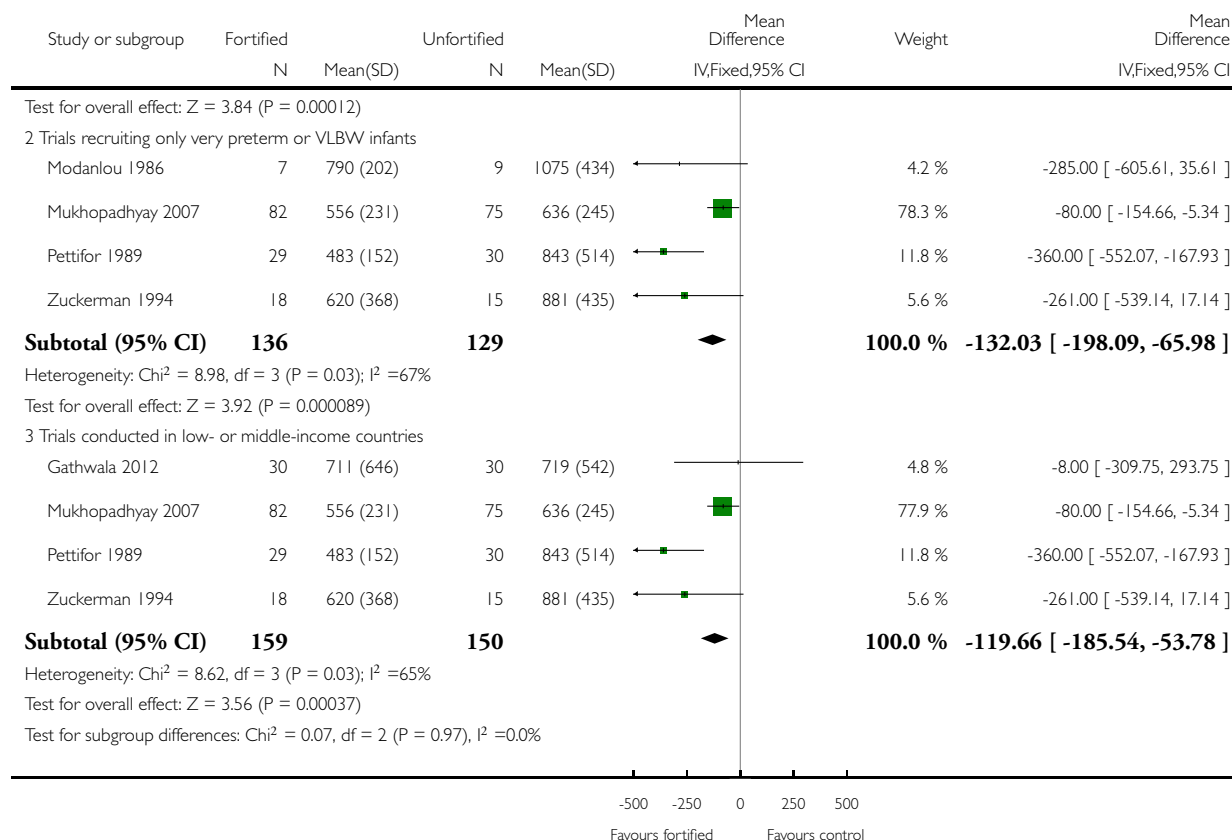 Study or subgroup Fortified Unfortified Mean Difference Weight Mean Difference
N Mean(SD) N Mean(SD) IV,Fixed,95% CI IV,Fixed,95% CI
Test for overall effect: Z = 3.84 (P = 0.00012)
2 Trials recruiting only very preterm or VLBW infants
Modanlou 1986 7 790 (202) 9 1075 (434) 4.2 % -285.00 [ -605.61, 35.61 ]
Mukhopadhyay 2007 82 556 (231) 75 636 (245) 78.3 % -80.00 [ -154.66, -5.34 ]
Pettifor 1989 29 483 (152) 30 843 (514) 11.8 % -360.00 [ -552.07, -167.93 ]
Zuckerman 1994 18 620 (368) 15 881 (435) 5.6 % -261.00 [ -539.14, 17.14 ]
Subtotal (95% CI) 136 129 100.0 % -132.03 [ -198.09, -65.98 ]
Heterogeneity: Chi² = 8.98, df = 3 (P = 0.03); I² =67%
Test for overall effect: Z = 3.92 (P = 0.000089)
3 Trials conducted in low- or middle-income countries
Gathwala 2012 30 711 (646) 30 719 (542) 4.8 % -8.00 [ -309.75, 293.75 ]
Mukhopadhyay 2007 82 556 (231) 75 636 (245) 77.9 % -80.00 [ -154.66, -5.34 ]
Pettifor 1989 29 483 (152) 30 843 (514) 11.8 % -360.00 [ -552.07, -167.93 ]
Zuckerman 1994 18 620 (368) 15 881 (435) 5.6 % -261.00 [ -539.14, 17.14 ]
Subtotal (95% CI) 159 150 100.0 % -119.66 [ -185.54, -53.78 ]
Heterogeneity: Chi² = 8.62, df = 3 (P = 0.03); I² =65%
Test for overall effect: Z = 3.56 (P = 0.00037)
Test for subgroup differences: Chi² = 0.07, df = 2 (P = 0.97), I² =0.0%
-500 -250 0 250 500
Favours fortified Favours control